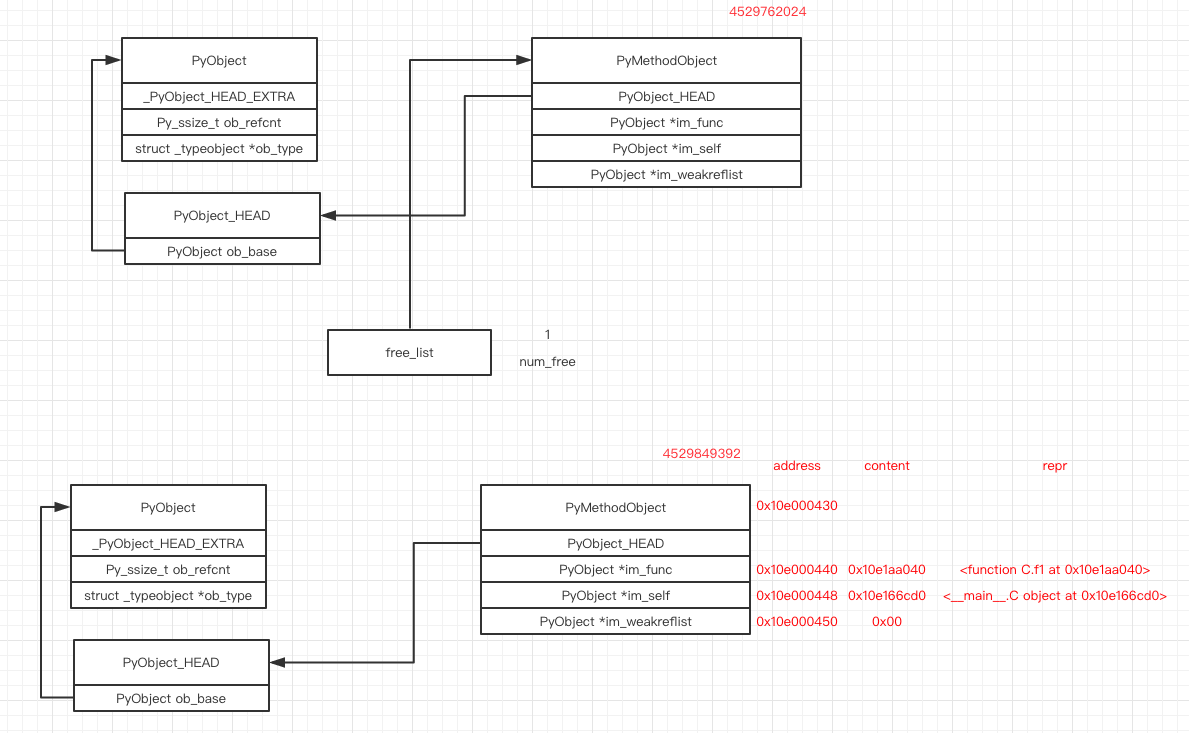 4529762024
PyObject
_PyObject_HEAD_EXTRA
Py_ssize_t ob_refcnt
struct _typeobject *ob_type
PyObject_HEAD
PyObject ob_base
PyMethodObject
PyObject_HEAD
PyObject *im_func
PyObject *im_self
PyObject *im_weakreflist
free_list
1
num_free
4529849392
address content repr
PyObject
_PyObject_HEAD_EXTRA
Py_ssize_t ob_refcnt
struct _typeobject *ob_type
PyObject_HEAD
PyObject ob_base
PyMethodObject 0x10e000430
PyObject_HEAD
PyObject *im_func 0x10e000440 0x10e1aa040 <function C.f1 at 0x10e1aa040>
PyObject *im_self 0x10e000448 0x10e166cd0 <__main__.C object at 0x10e166cd0>
PyObject *im_weakreflist 0x10e000450 0x00